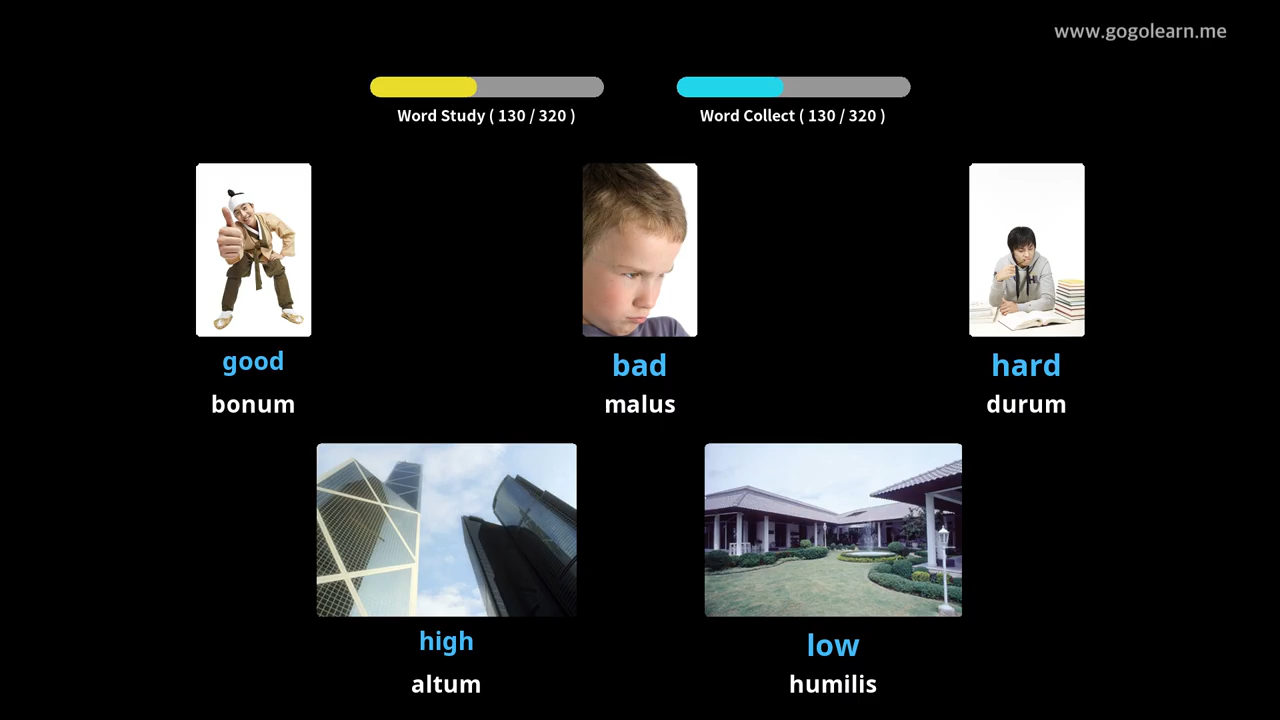 www.gogolearn.me
Word Study ( 130 / 320 )
Word Collect ( 130 / 320 )
good
bad
hard
bonum
malus
durum
high
low
altum
humilis